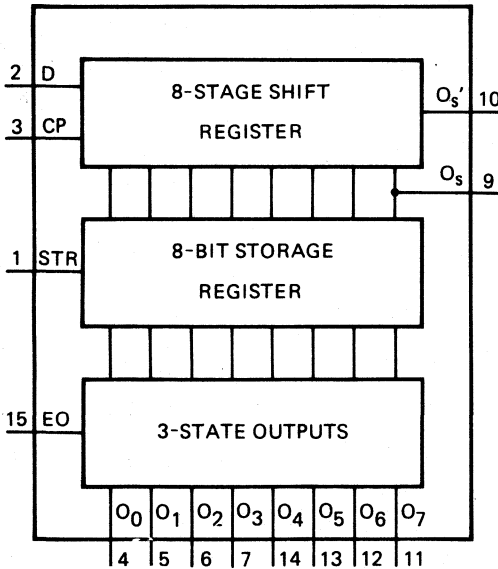 2 D
8-STAGE SHIFT
REGISTER
Os' 10
3 CP
Os 9
1 STR
8-BIT STORAGE
REGISTER
15 EO
3-STATE OUTPUTS
O0 O1 O2 O3 O4 O5 O6 O7
4 5 6 7 14 13 12 11